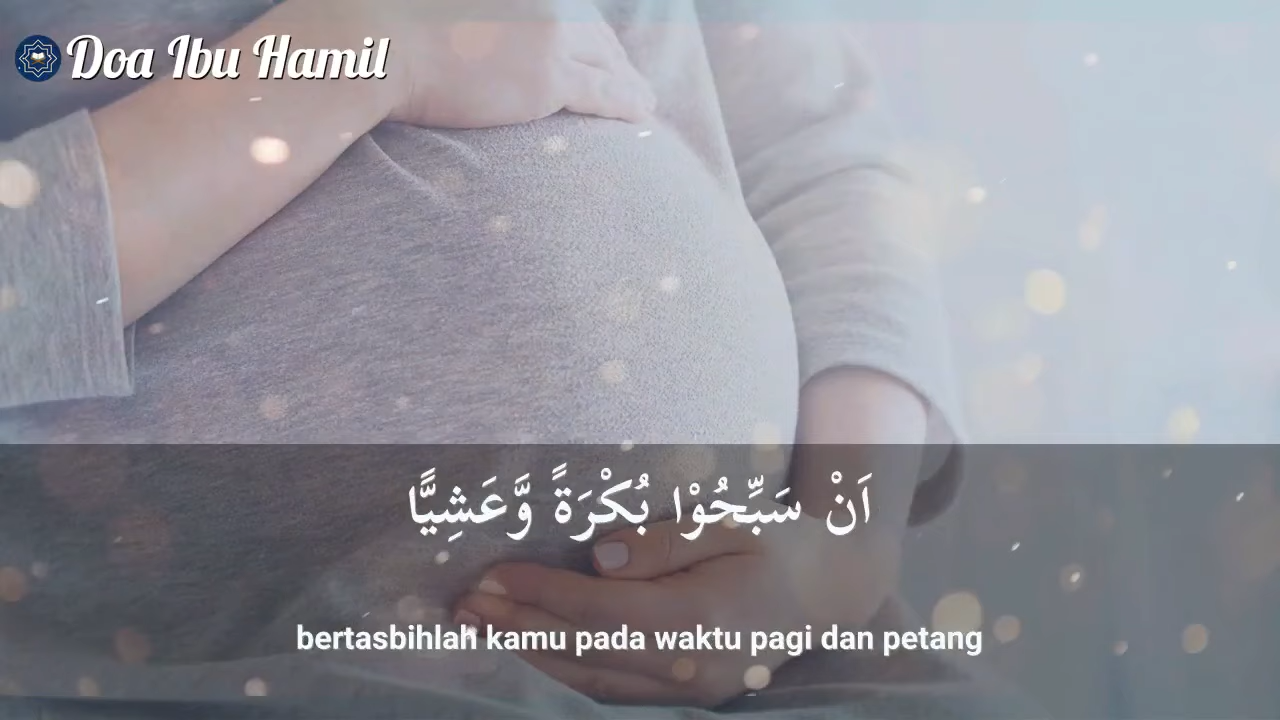 Doa Ibu Hamil
اَنْ سَبِّحُوْا بُكْرَةً وَّعَشِيًّا
bertasbihlah kamu pada waktu pagi dan petang